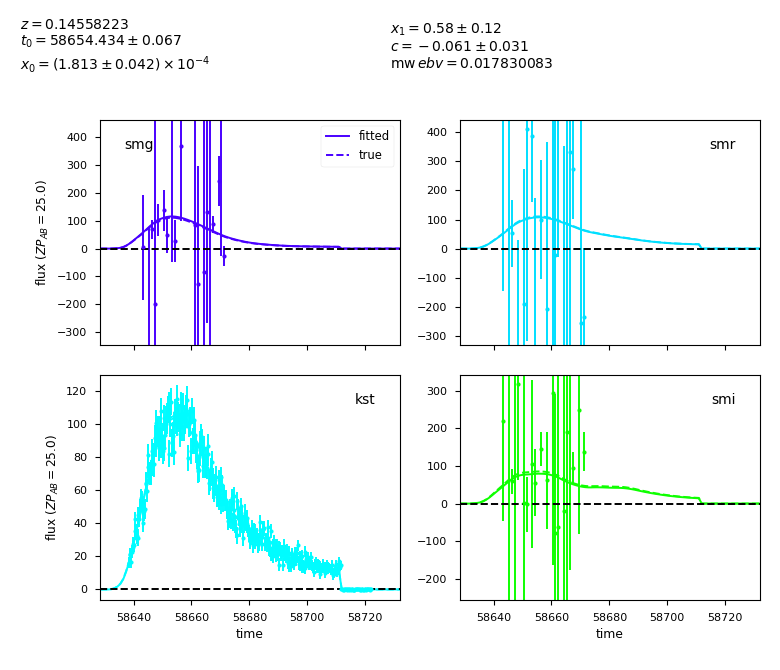 z = 0.14558223
t₀ = 58654.434 ± 0.067
x₀ = (1.813 ± 0.042) × 10⁻⁴
x₁ = 0.58 ± 0.12
c = −0.061 ± 0.031
mw ebv = 0.017830083
smg
fitted
true
400
300
200
100
0
−100
−200
−300
flux (ZP_AB = 25.0)
smr
400
300
200
100
0
−100
−200
−300
kst
120
100
80
60
40
20
0
flux (ZP_AB = 25.0)
58640 58660 58680 58700 58720
time
smi
300
200
100
0
−100
−200
58640 58660 58680 58700 58720
time